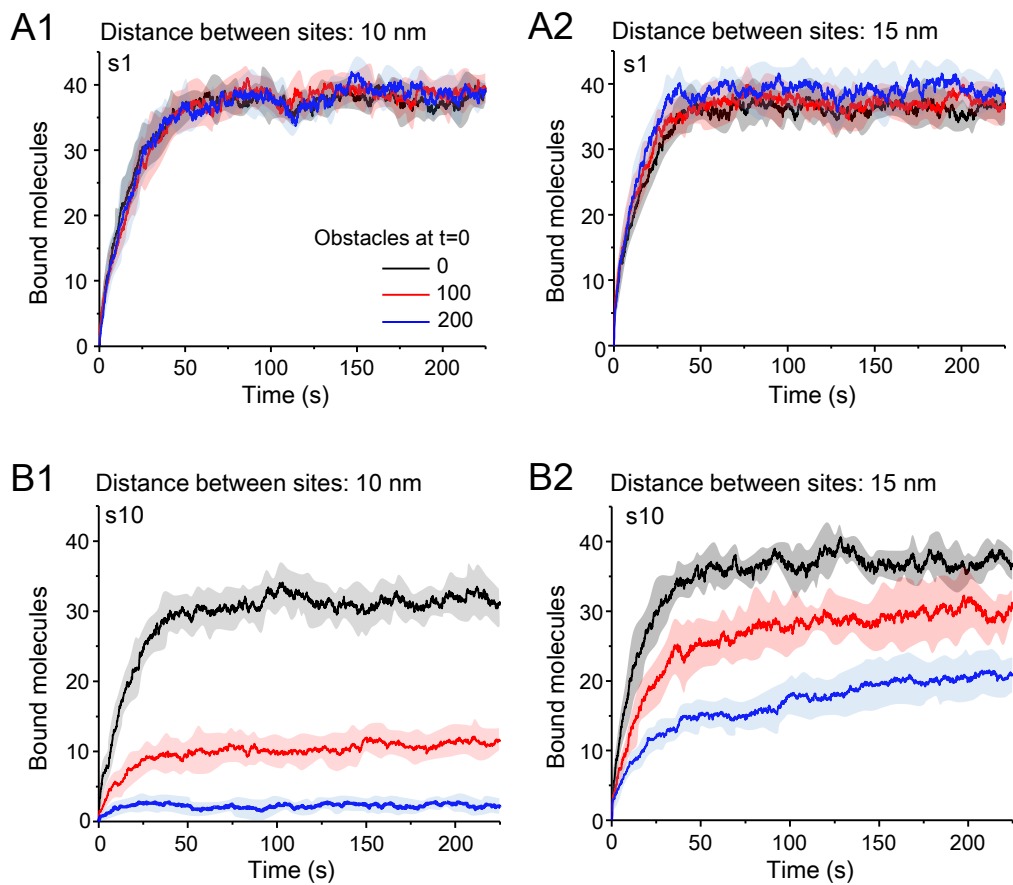 A1
Distance between sites: 10 nm
s1
Bound molecules
40
30
20
10
0
Obstacles at t=0
0
100
200
0 50 100 150 200
Time (s)
A2
Distance between sites: 15 nm
s1
Bound molecules
40
30
20
10
0
0 50 100 150 200
Time (s)
B1
Distance between sites: 10 nm
s10
Bound molecules
40
30
20
10
0
0 50 100 150 200
Time (s)
B2
Distance between sites: 15 nm
s10
Bound molecules
40
30
20
10
0
0 50 100 150 200
Time (s)